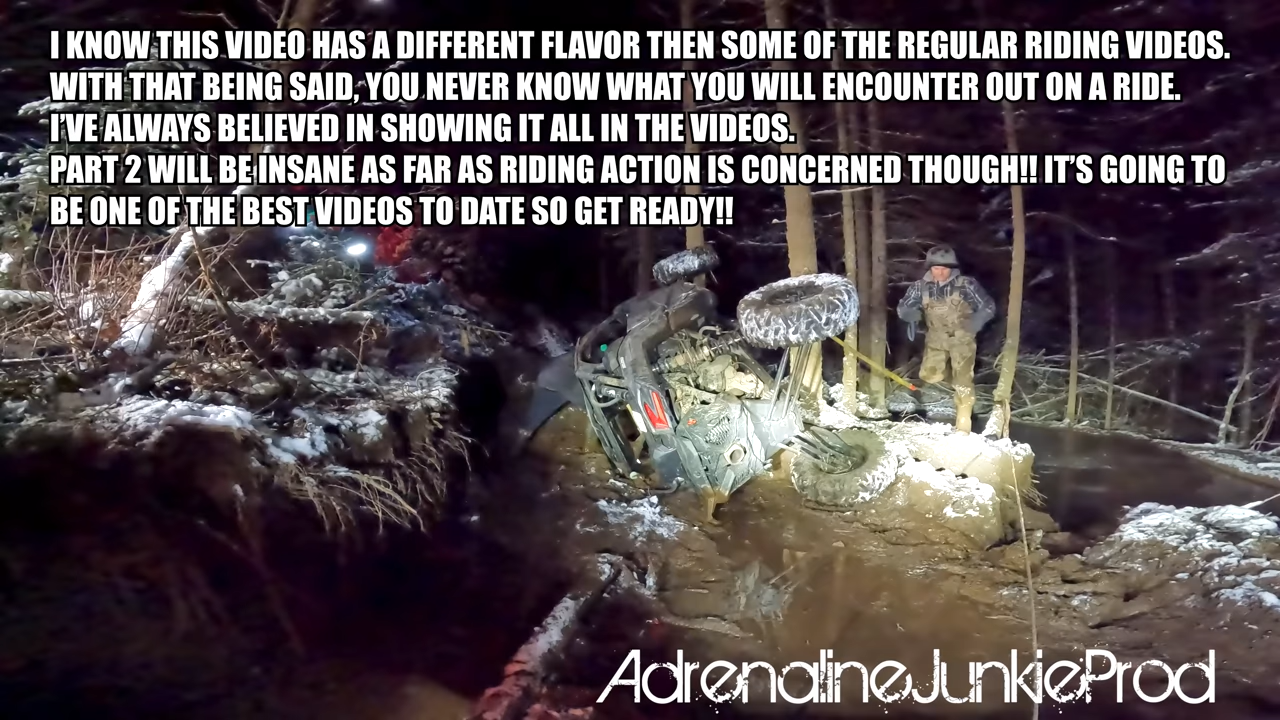 I KNOW THIS VIDEO HAS A DIFFERENT FLAVOR THEN SOME OF THE REGULAR RIDING VIDEOS.
WITH THAT BEING SAID, YOU NEVER KNOW WHAT YOU WILL ENCOUNTER OUT ON A RIDE.
I'VE ALWAYS BELIEVED IN SHOWING IT ALL IN THE VIDEOS.
PART 2 WILL BE INSANE AS FAR AS RIDING ACTION IS CONCERNED THOUGH!! IT'S GOING TO
BE ONE OF THE BEST VIDEOS TO DATE SO GET READY!!
AdrenalineJunkieProd